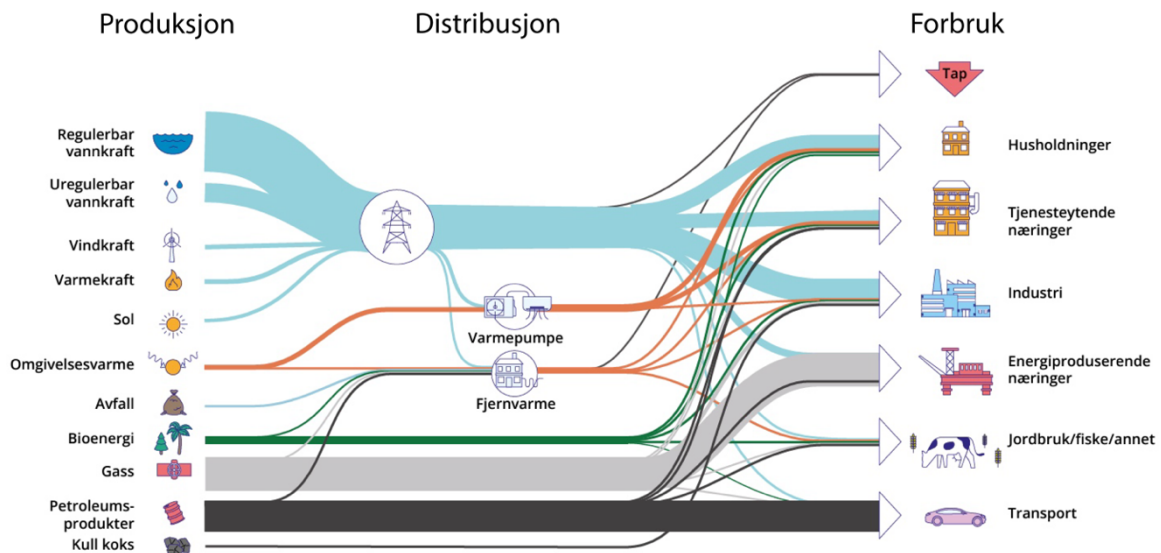 Produksjon
Distribusjon
Forbruk
Regulerbar
vannkraft
Uregulerbar
vannkraft
Vindkraft
Varmekraft
Sol
Omgivelsesvarme
Avfall
Bioenergi
Gass
Petroleums-
produkter
Kull koks
Varmepumpe
Fjernvarme
Tap
Husholdninger
Tjenesteytende
næringer
Industri
Energiproduserende
næringer
Jordbruk/fiske/annet
Transport